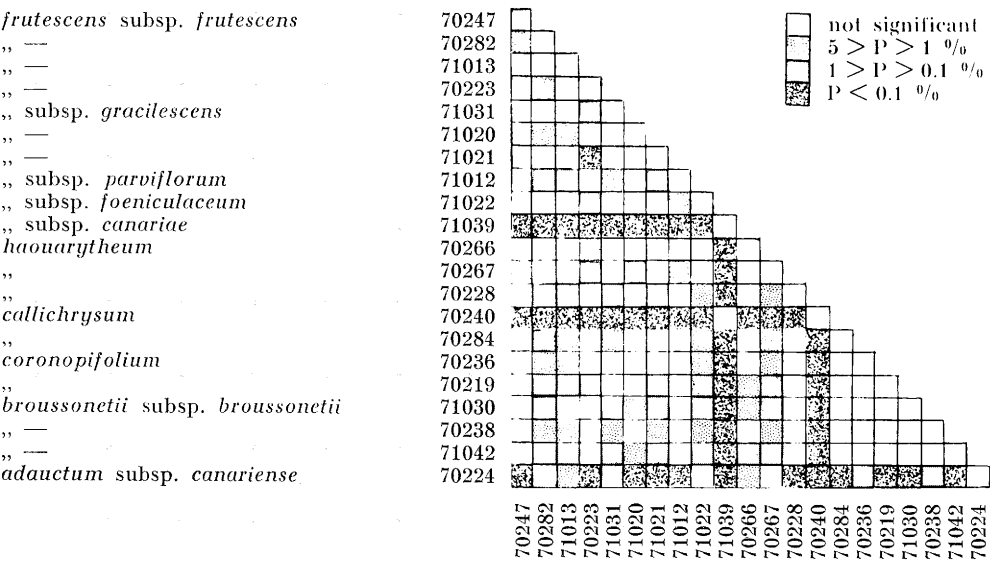 frutescens subsp. frutescens 70247
,, — 70282
,, — 71013
,, — 70223
,, subsp. gracilescens 71031
,, — 71020
,, — 71021
,, subsp. parviflorum 71012
,, subsp. foeniculaceum 71022
,, subsp. canariae 71039
haouarytheum 70266
,, 70267
,, 70228
callichrysum 70240
,, 70284
coronopifolium 70236
,, 70219
broussonetii subsp. broussonetii 71030
,, — 70238
,, — 71042
adauctum subsp. canariense 70224
not significant
5 > P > 1 %
1 > P > 0.1 %
P < 0.1 %
70247
70282
71013
70223
71031
71020
71021
71012
71022
71039
70266
70267
70228
70240
70284
70236
70219
71030
70238
71042
70224